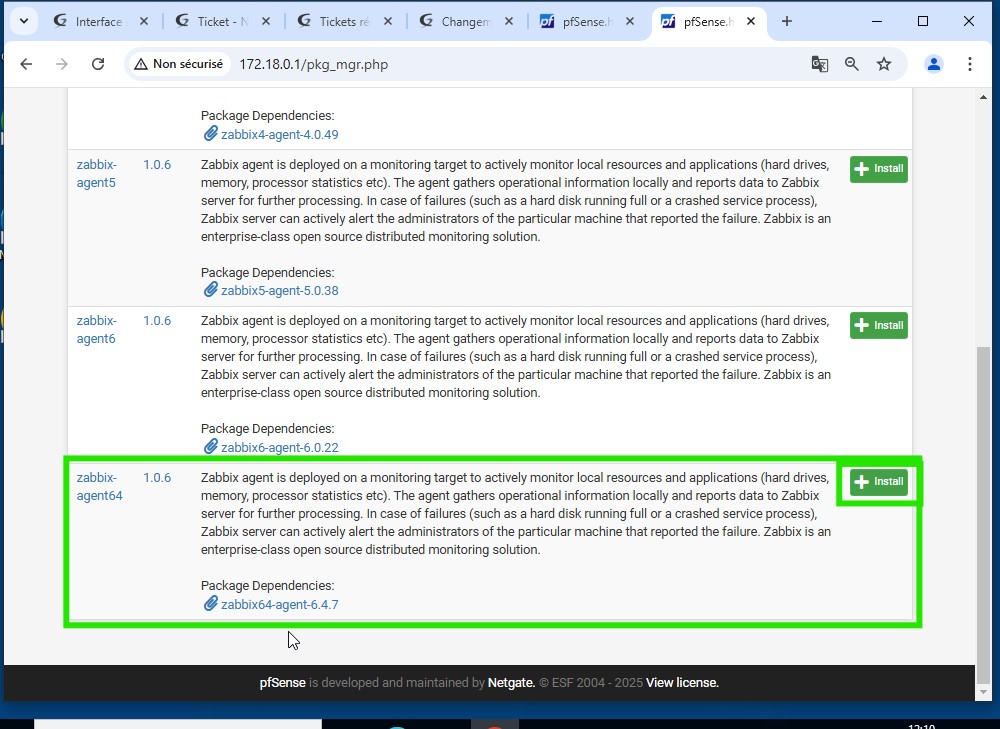 Interface
Ticket - N
Tickets ré
Changem
pfSense.h
pfSense.h
Non sécurisé
172.18.0.1/pkg_mgr.php
Package Dependencies:
zabbix4-agent-4.0.49
zabbix-
agent5
1.0.6
Zabbix agent is deployed on a monitoring target to actively monitor local resources and applications (hard drives,
memory, processor statistics etc). The agent gathers operational information locally and reports data to Zabbix
server for further processing. In case of failures (such as a hard disk running full or a crashed service process),
Zabbix server can actively alert the administrators of the particular machine that reported the failure. Zabbix is an
enterprise-class open source distributed monitoring solution.
Install
Package Dependencies:
zabbix5-agent-5.0.38
zabbix-
agent6
1.0.6
Zabbix agent is deployed on a monitoring target to actively monitor local resources and applications (hard drives,
memory, processor statistics etc). The agent gathers operational information locally and reports data to Zabbix
server for further processing. In case of failures (such as a hard disk running full or a crashed service process),
Zabbix server can actively alert the administrators of the particular machine that reported the failure. Zabbix is an
enterprise-class open source distributed monitoring solution.
Install
Package Dependencies:
zabbix6-agent-6.0.22
zabbix-
agent64
1.0.6
Zabbix agent is deployed on a monitoring target to actively monitor local resources and applications (hard drives,
memory, processor statistics etc). The agent gathers operational information locally and reports data to Zabbix
server for further processing. In case of failures (such as a hard disk running full or a crashed service process),
Zabbix server can actively alert the administrators of the particular machine that reported the failure. Zabbix is an
enterprise-class open source distributed monitoring solution.
Install
Package Dependencies:
zabbix64-agent-6.4.7
pfSense is developed and maintained by Netgate. © ESF 2004 - 2025 View license.